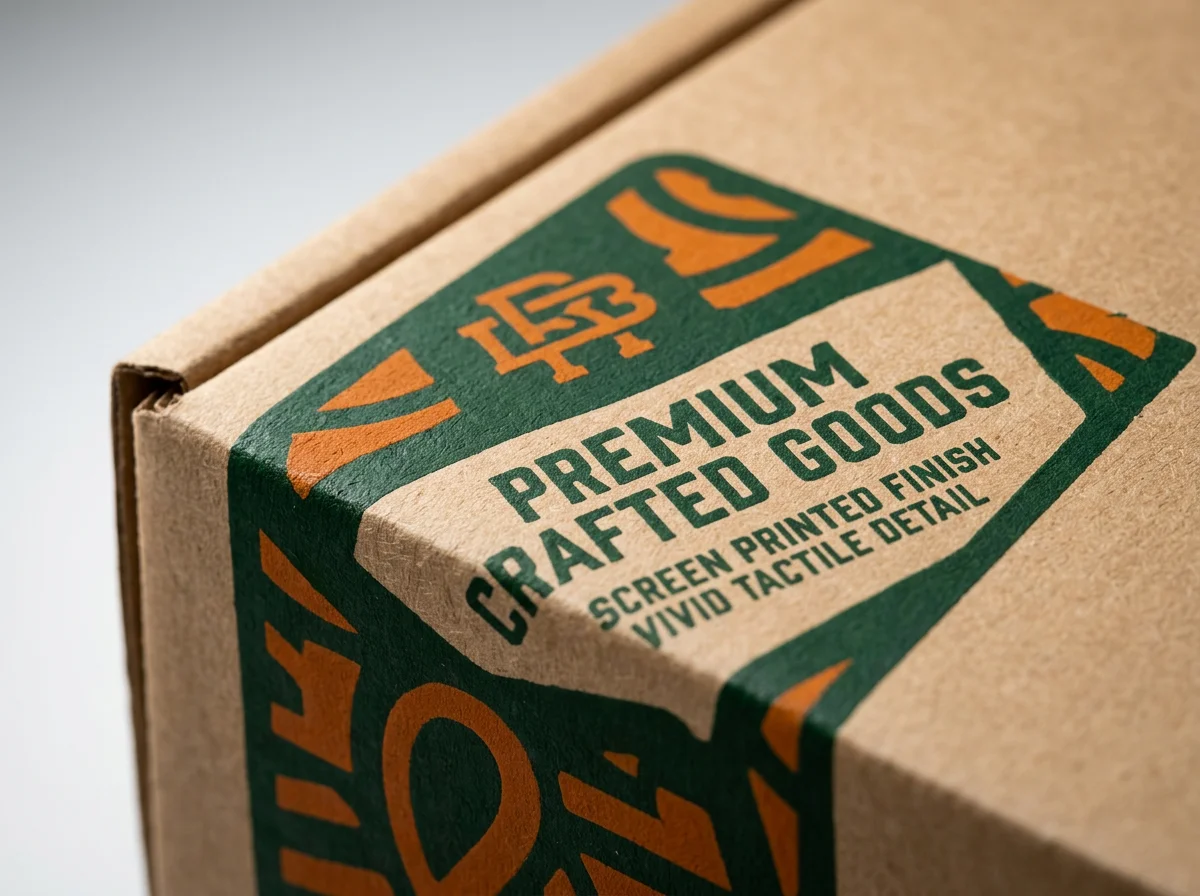 PREMIUM
CRAFTED GOODS
SCREEN PRINTED FINISH
VIVID TACTILE DETAIL